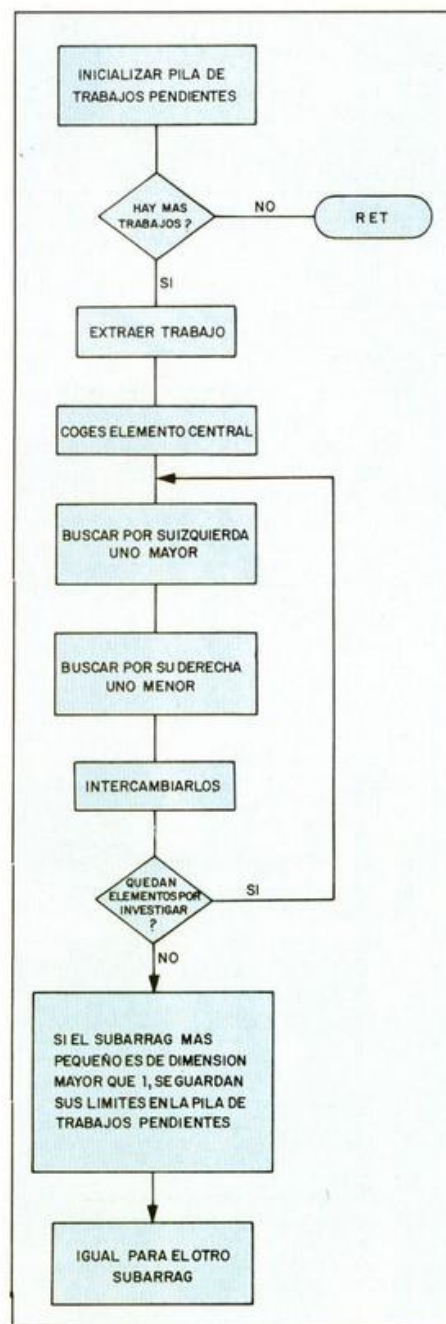 INICIALIZAR PILA DE
TRABAJOS PENDIENTES
HAY MAS
TRABAJOS ?
NO
RET
SI
EXTRAER TRABAJO
COGES ELEMENTO CENTRAL
BUSCAR POR SUIZQUIERDA
UNO MAYOR
BUSCAR POR SU DERECHA
UNO MENOR
INTERCAMBIARLOS
QUEDAN
ELEMENTOS POR
INVESTIGAR
?
SI
NO
SI EL SUBARRAG MAS
PEQUEÑO ES DE DIMENSION
MAYOR QUE 1, SE GUARDAN
SUS LIMITES EN LA PILA DE
TRABAJOS PENDIENTES
IGUAL PARA EL OTRO
SUBARRAG